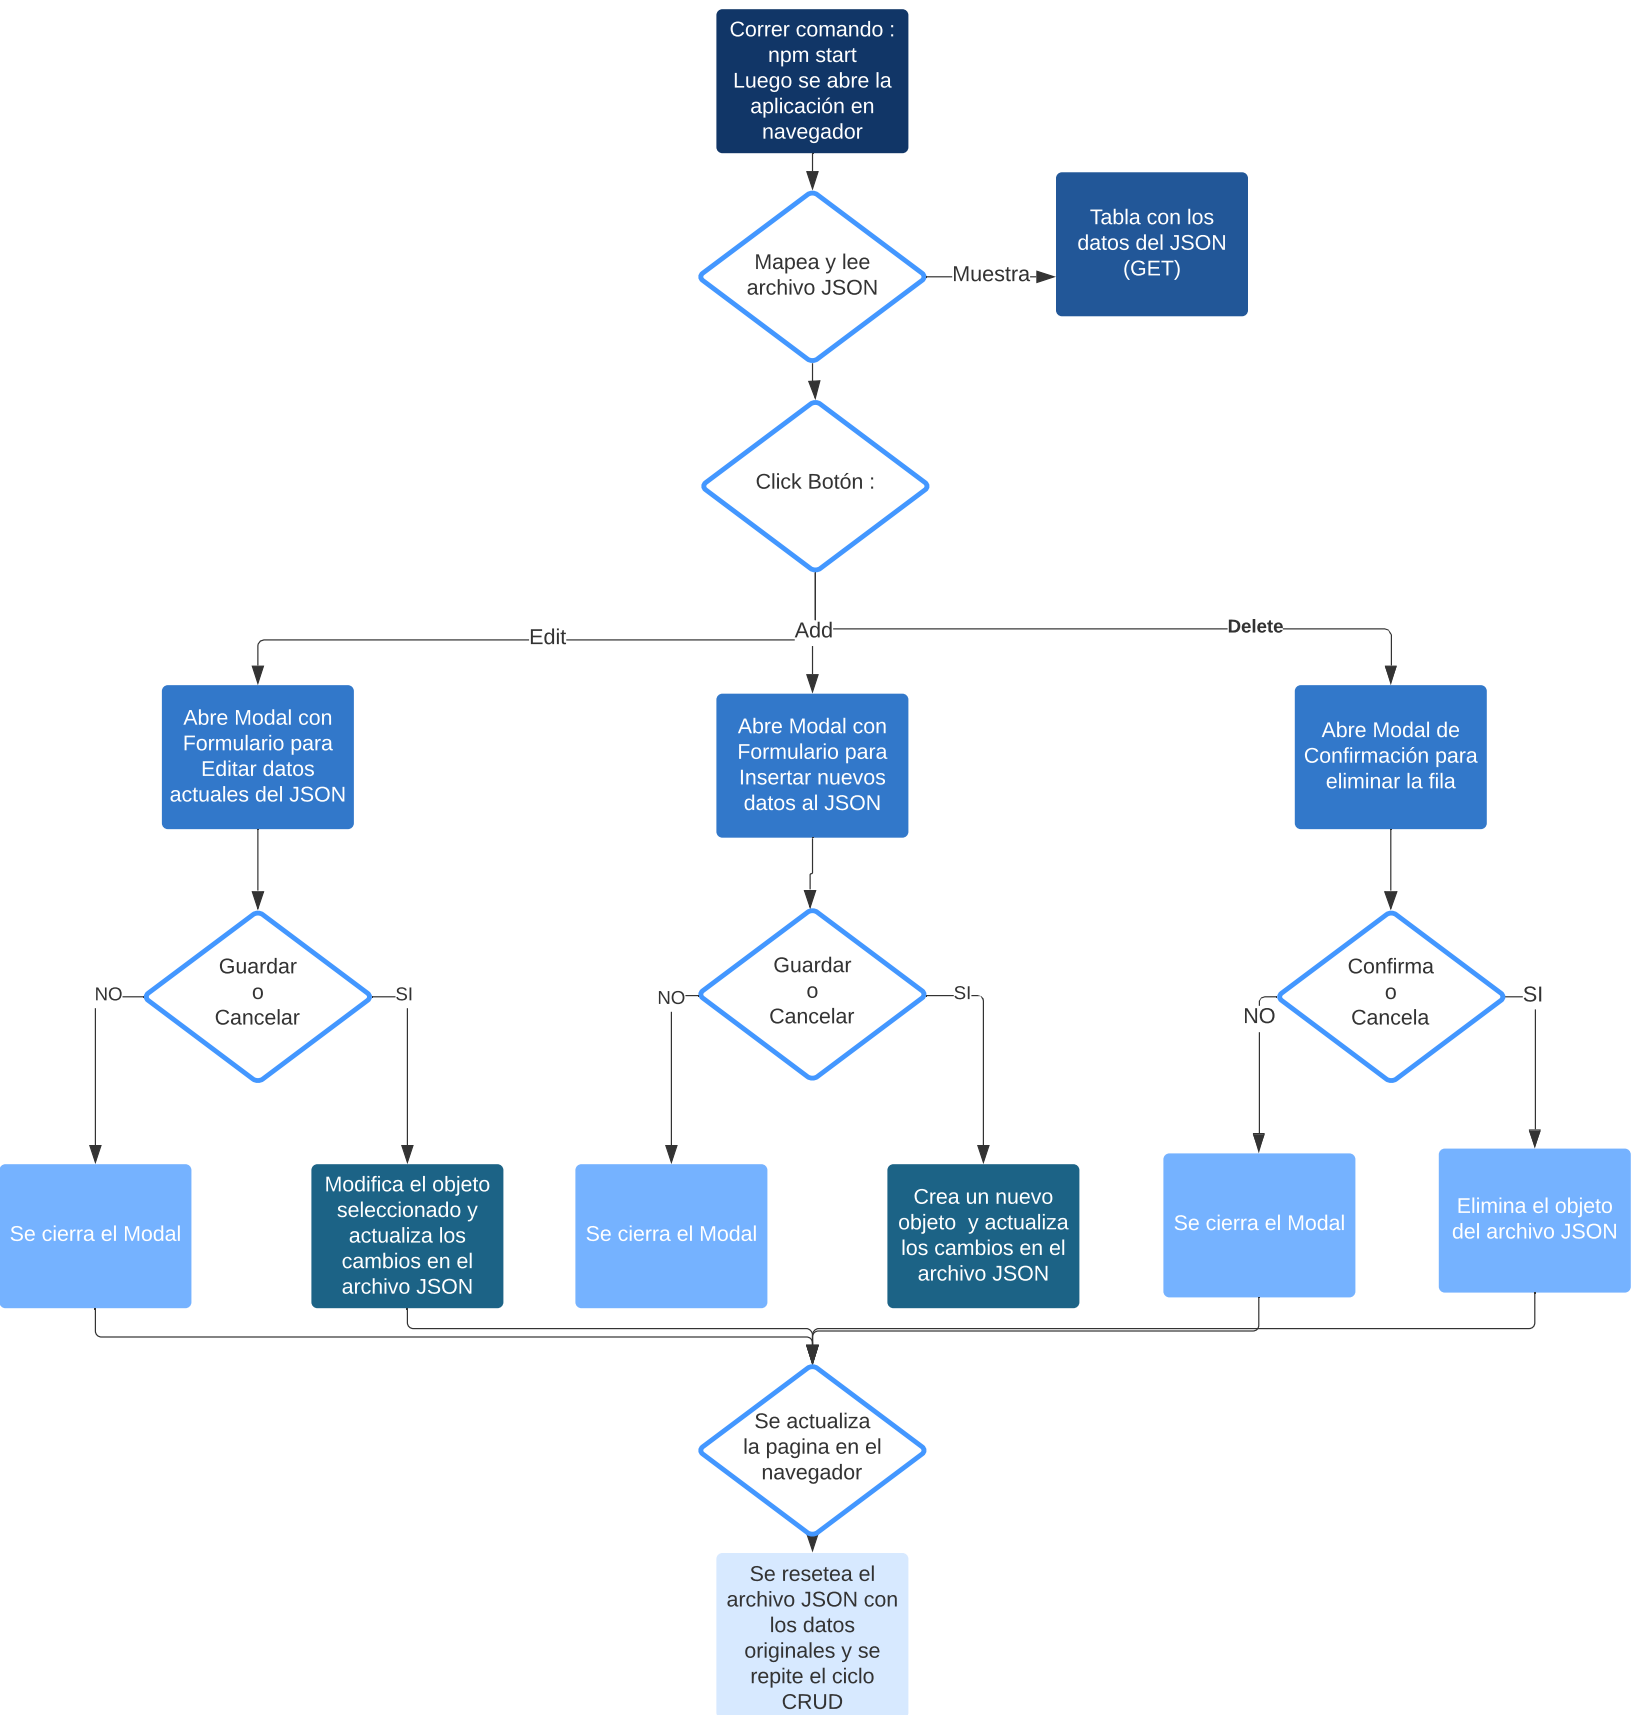 Correr comando :
npm start
Luego se abre la
aplicación en
navegador
Mapea y lee
archivo JSON
Muestra
Tabla con los
datos del JSON
(GET)
Click Botón :
Edit
Add
Delete
Abre Modal con
Formulario para
Editar datos
actuales del JSON
Abre Modal con
Formulario para
Insertar nuevos
datos al JSON
Abre Modal de
Confirmación para
eliminar la fila
NO
Guardar
o
Cancelar
SI
NO
Guardar
o
Cancelar
SI
NO
Confirma
o
Cancela
SI
Se cierra el Modal
Modifica el objeto
seleccionado y
actualiza los
cambios en el
archivo JSON
Se cierra el Modal
Crea un nuevo
objeto  y actualiza
los cambios en el
archivo JSON
Se cierra el Modal
Elimina el objeto
del archivo JSON
Se actualiza
la pagina en el
navegador
Se resetea el
archivo JSON con
los datos
originales y se
repite el ciclo
CRUD